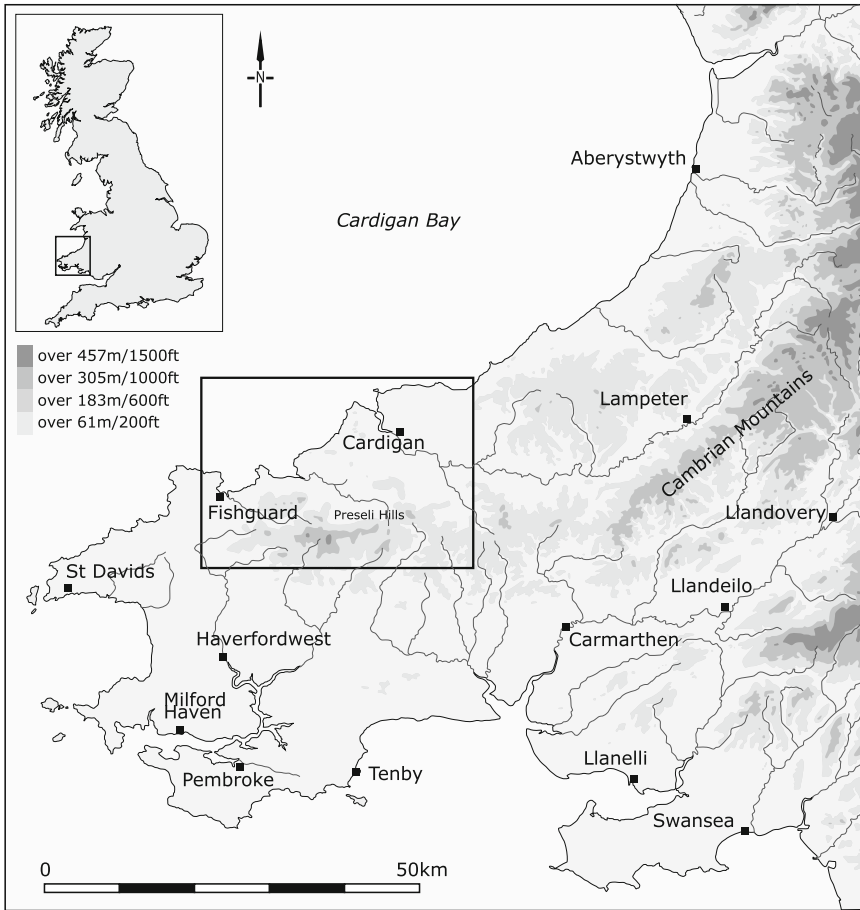 N
Aberystwyth
Cardigan Bay
over 457m/1500ft
over 305m/1000ft
over 183m/600ft
over 61m/200ft
Lampeter
Cambrian Mountains
Cardigan
Fishguard
Preseli Hills
Llandovery
St Davids
Llandeilo
Haverfordwest
Carmarthen
Milford
Haven
Llanelli
Pembroke
Tenby
Swansea
0
50km